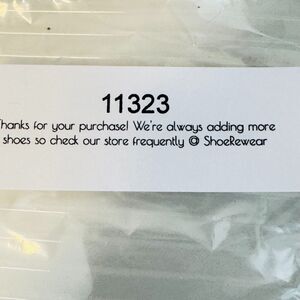 11323
Thanks for your purchase! We're always adding more
shoes so check our store frequently @ ShoeRewear